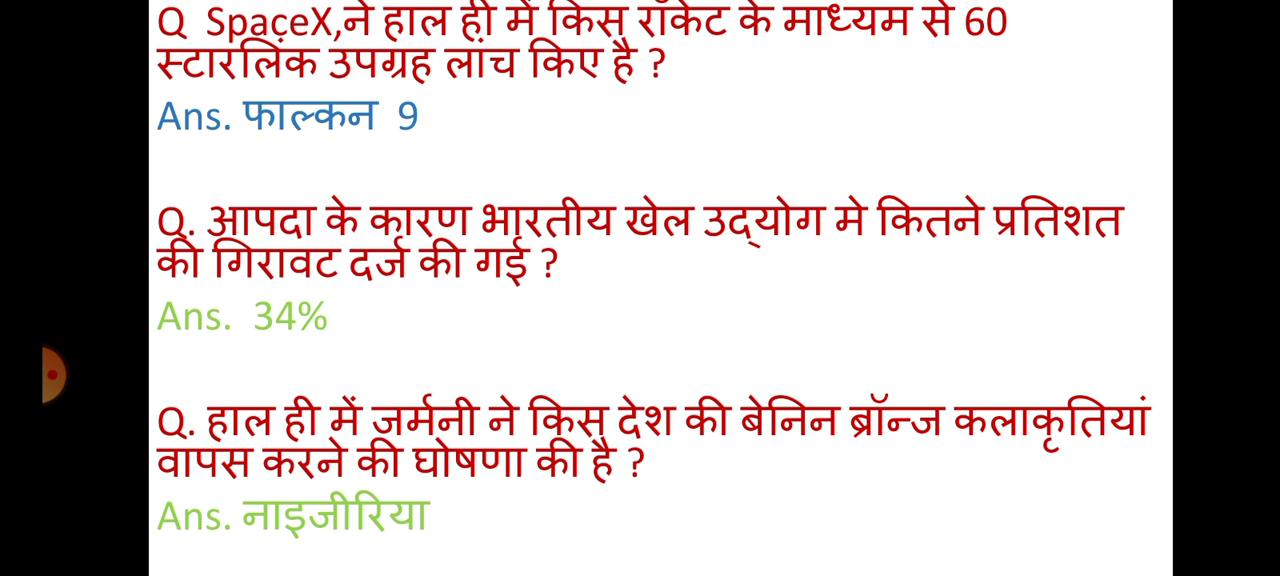 Q SpaceX,ने हाल ही में किस रॉकेट के माध्यम से 60
स्टारलिंक उपग्रह लांच किए है ?
Ans. फाल्कन 9
Q. आपदा के कारण भारतीय खेल उद्योग मे कितने प्रतिशत
की गिरावट दर्ज की गई ?
Ans. 34%
Q. हाल ही में जर्मनी ने किस देश की बेनिन ब्रॉन्ज कलाकृतियां
वापस करने की घोषणा की है ?
Ans. नाइजीरिया